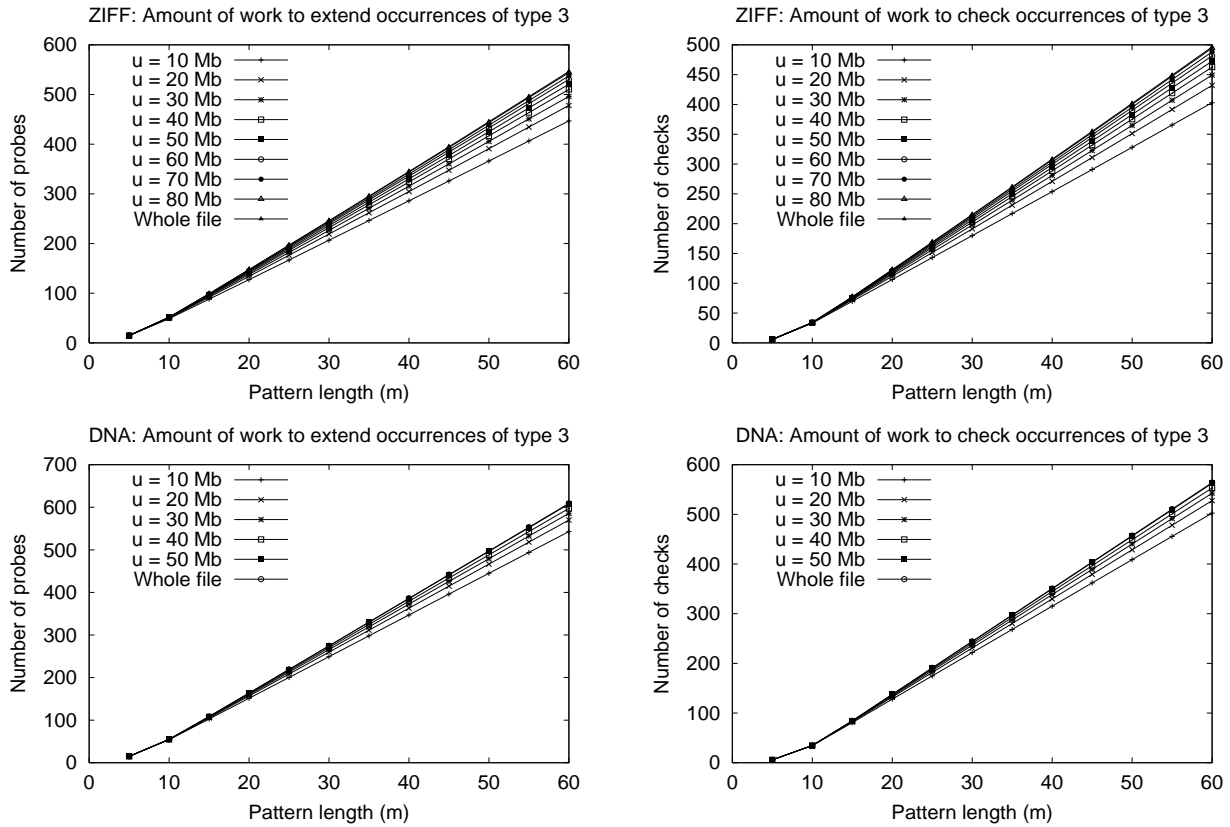 ZIFF: Amount of work to extend occurrences of type 3
600
500
400
300
200
100
0
Number of probes
u = 10 Mb
u = 20 Mb
u = 30 Mb
u = 40 Mb
u = 50 Mb
u = 60 Mb
u = 70 Mb
u = 80 Mb
Whole file
0 10 20 30 40 50 60
Pattern length (m)
ZIFF: Amount of work to check occurrences of type 3
500
450
400
350
300
250
200
150
100
50
0
Number of checks
u = 10 Mb
u = 20 Mb
u = 30 Mb
u = 40 Mb
u = 50 Mb
u = 60 Mb
u = 70 Mb
u = 80 Mb
Whole file
0 10 20 30 40 50 60
Pattern length (m)
DNA: Amount of work to extend occurrences of type 3
700
600
500
400
300
200
100
0
Number of probes
u = 10 Mb
u = 20 Mb
u = 30 Mb
u = 40 Mb
u = 50 Mb
Whole file
0 10 20 30 40 50 60
Pattern length (m)
DNA: Amount of work to check occurrences of type 3
600
500
400
300
200
100
0
Number of checks
u = 10 Mb
u = 20 Mb
u = 30 Mb
u = 40 Mb
u = 50 Mb
Whole file
0 10 20 30 40 50 60
Pattern length (m)